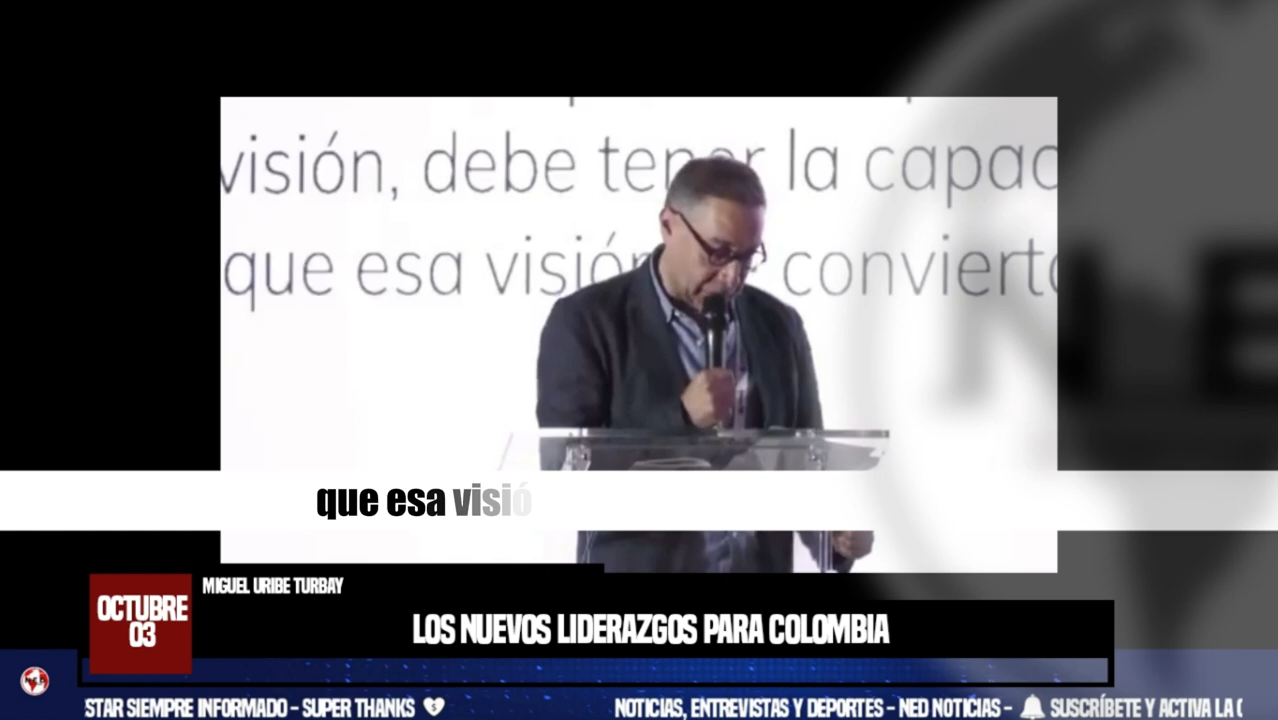 visión, debe tener la capac
que esa visión convierta
que esa visió
OCTUBRE
03
MIGUEL URIBE TURBAY
LOS NUEVOS LIDERAZGOS PARA COLOMBIA
STAR SIEMPRE INFORMADO - SUPER THANKS
NOTICIAS, ENTREVISTAS Y DEPORTES - NED NOTICIAS -
SUSCRÍBETE Y ACTIVA LA